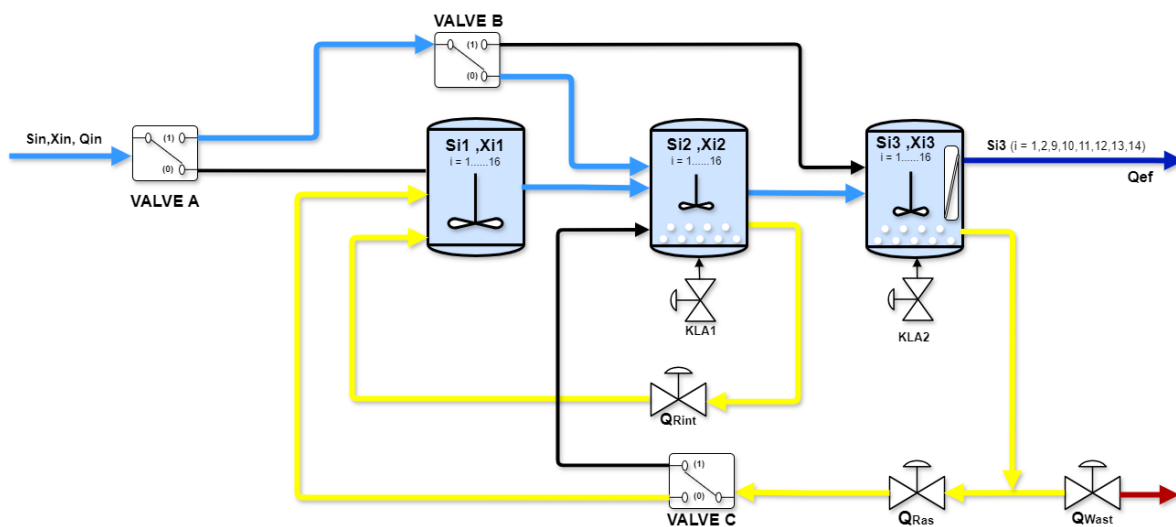 VALVE B
(1)
(0)
Sin,Xin, Qin
(1)
(0)
VALVE A
Si1 ,Xi1
i = 1......16
Si2 ,Xi2
i = 1......16
Si3 ,Xi3
i = 1......16
Si3 (i = 1,2,9,10,11,12,13,14)
Qef
KLA1
KLA2
QRint
(1)
(0)
VALVE C
QRas
QWast